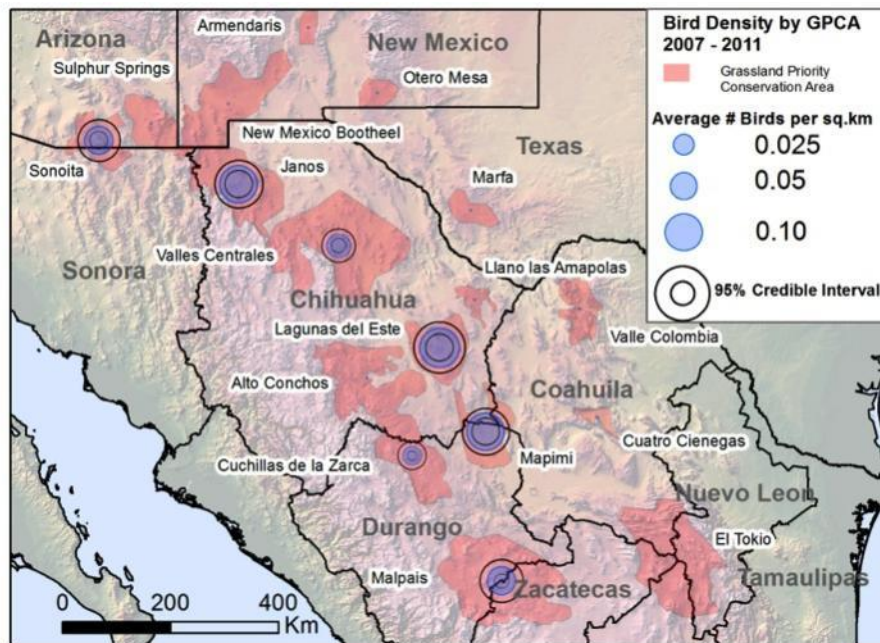 Bird Density by GPCA
2007 - 2011
Grassland Priority
Conservation Area
Average # Birds per sq.km
0.025
0.05
0.10
95% Credible Interval
Arizona
Armendaris
New Mexico
Sulphur Springs
Otero Mesa
New Mexico Bootheel
Texas
Sonoita
Janos
Marfa
Valles Centrales
Sonora
Llano las Amapolas
Chihuahua
Lagunas del Este
Valle Colombia
Alto Conchos
Coahuila
Cuatro Cienegas
Cuchillas de la Zarca
Mapimi
Nuevo Leon
Durango
El Tokio
Malpais
Zacatecas
Tamaulipas
0 200 400
Km